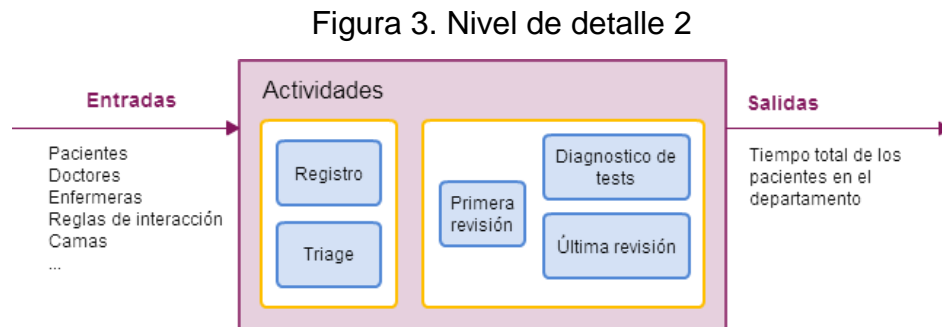 Figura 3. Nivel de detalle 2
Entradas
Pacientes
Doctores
Enfermeras
Reglas de interacción
Camas
...
Actividades
Registro
Triage
Primera
revisión
Diagnostico de
tests
Última revisión
Salidas
Tiempo total de los
pacientes en el
departamento